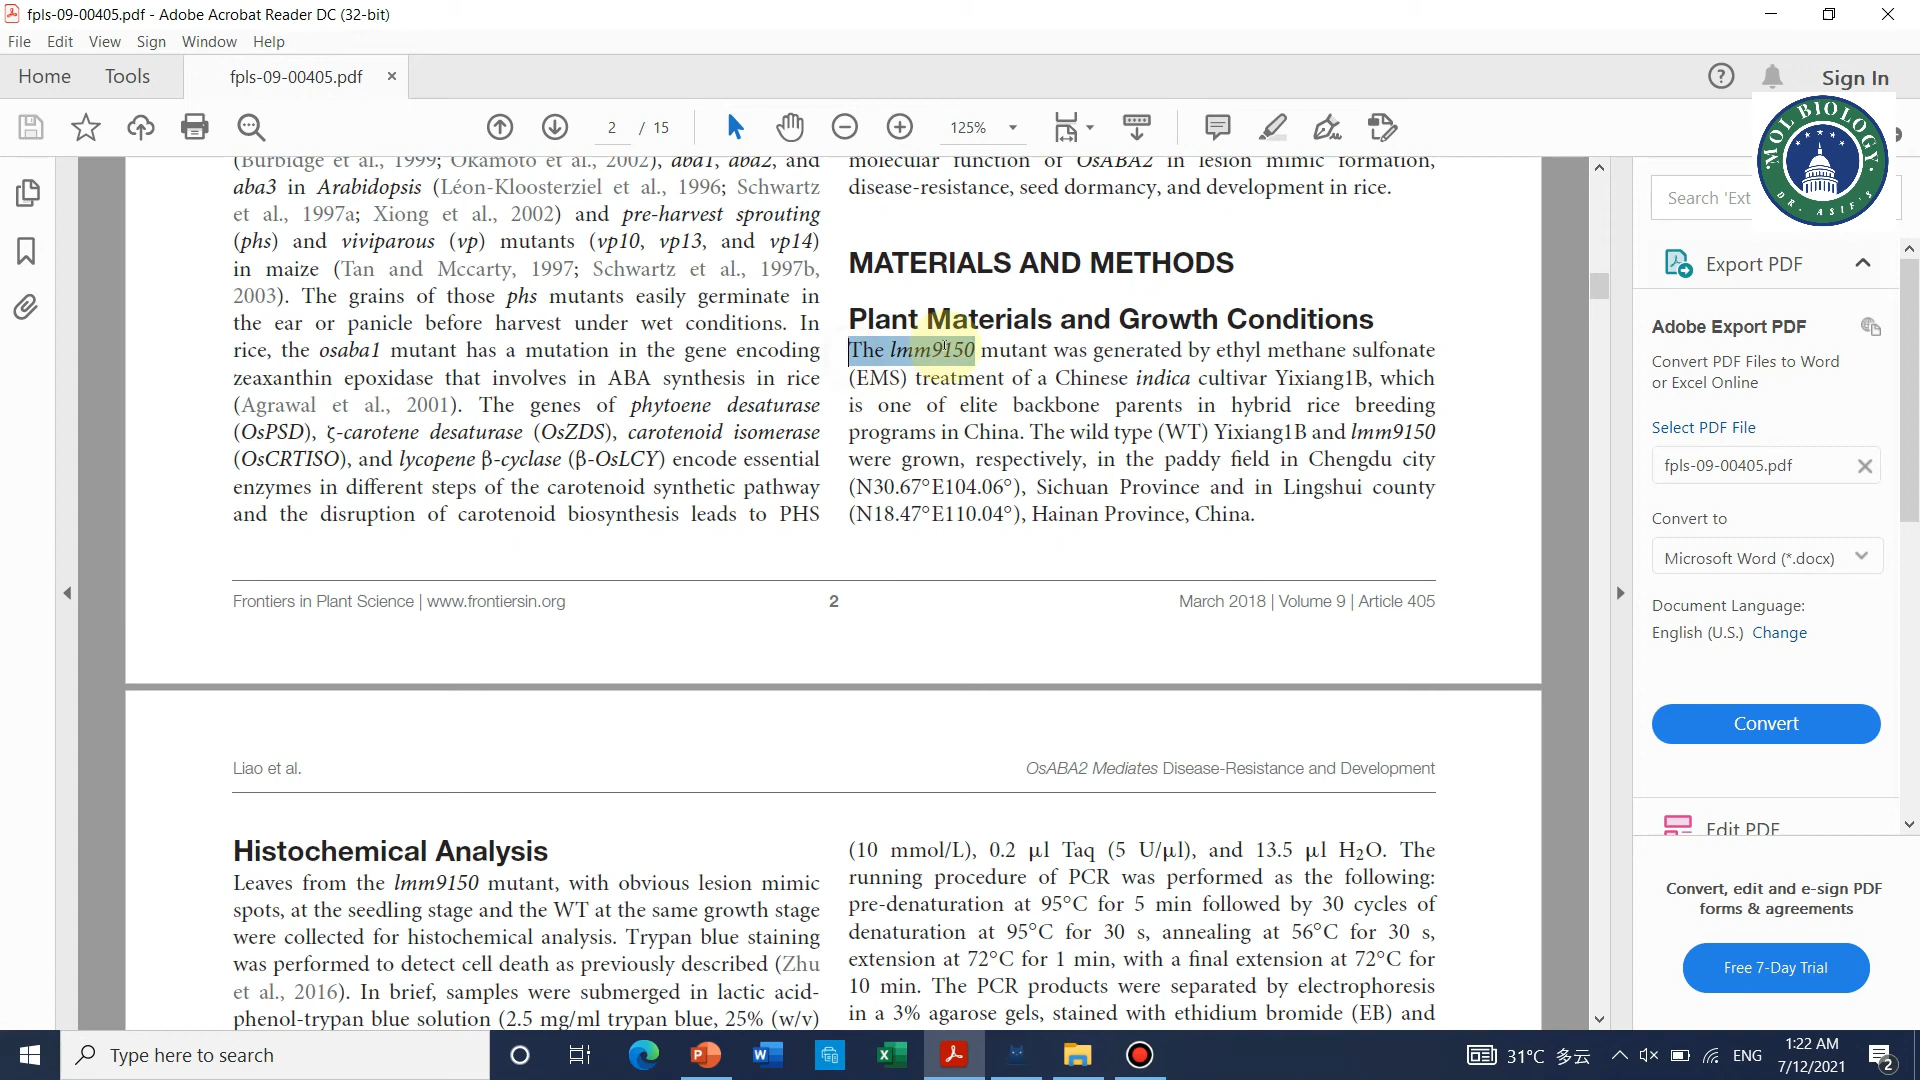 fpls-09-00405.pdf - Adobe Acrobat Reader DC (32-bit)
File Edit View Sign Window Help
Home Tools fpls-09-00405.pdf × ? Sign In
2 / 15 125%
MOL BIOLOGY
DR. ASIF'S
(Burbidge et al., 1999; Okamoto et al., 2002), aba1, aba2, and
aba3 in Arabidopsis (Léon-Kloosterziel et al., 1996; Schwartz
et al., 1997a; Xiong et al., 2002) and pre-harvest sprouting
(phs) and viviparous (vp) mutants (vp10, vp13, and vp14)
in maize (Tan and Mccarty, 1997; Schwartz et al., 1997b,
2003). The grains of those phs mutants easily germinate in
the ear or panicle before harvest under wet conditions. In
rice, the osaba1 mutant has a mutation in the gene encoding
zeaxanthin epoxidase that involves in ABA synthesis in rice
(Agrawal et al., 2001). The genes of phytoene desaturase
(OsPSD), ζ-carotene desaturase (OsZDS), carotenoid isomerase
(OsCRTISO), and lycopene β-cyclase (β-OsLCY) encode essential
enzymes in different steps of the carotenoid synthetic pathway
and the disruption of carotenoid biosynthesis leads to PHS
molecular function of OsABA2 in lesion mimic formation,
disease-resistance, seed dormancy, and development in rice.
MATERIALS AND METHODS
Plant Materials and Growth Conditions
The lmm9150 mutant was generated by ethyl methane sulfonate
(EMS) treatment of a Chinese indica cultivar Yixiang1B, which
is one of elite backbone parents in hybrid rice breeding
programs in China. The wild type (WT) Yixiang1B and lmm9150
were grown, respectively, in the paddy field in Chengdu city
(N30.67°E104.06°), Sichuan Province and in Lingshui county
(N18.47°E110.04°), Hainan Province, China.
Frontiers in Plant Science | www.frontiersin.org 2 March 2018 | Volume 9 | Article 405
Liao et al. OsABA2 Mediates Disease-Resistance and Development
Histochemical Analysis
Leaves from the lmm9150 mutant, with obvious lesion mimic
spots, at the seedling stage and the WT at the same growth stage
were collected for histochemical analysis. Trypan blue staining
was performed to detect cell death as previously described (Zhu
et al., 2016). In brief, samples were submerged in lactic acid-
phenol-trypan blue solution (2.5 mg/ml trypan blue, 25% (w/v)
(10 mmol/L), 0.2 μl Taq (5 U/μl), and 13.5 μl H2O. The
running procedure of PCR was performed as the following:
pre-denaturation at 95°C for 5 min followed by 30 cycles of
denaturation at 95°C for 30 s, annealing at 56°C for 30 s,
extension at 72°C for 1 min, with a final extension at 72°C for
10 min. The PCR products were separated by electrophoresis
in a 3% agarose gels, stained with ethidium bromide (EB) and
Search 'Ext
Export PDF
Adobe Export PDF
Convert PDF Files to Word
or Excel Online
Select PDF File
fpls-09-00405.pdf
Convert to
Microsoft Word (*.docx)
Document Language:
English (U.S.) Change
Convert
Edit PDF
Convert, edit and e-sign PDF
forms & agreements
Free 7-Day Trial
Type here to search
31°C 多云 ENG
1:22 AM
7/12/2021
2